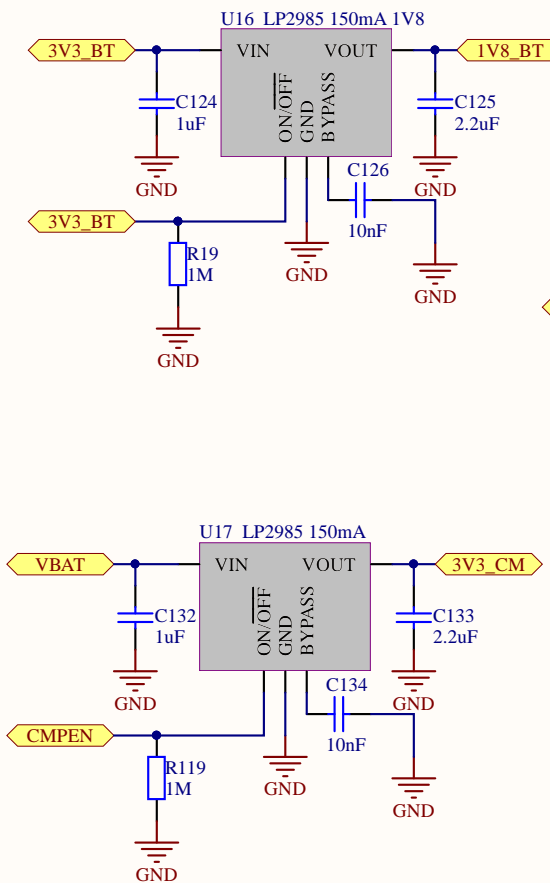 U16 LP2985 150mA 1V8
3V3_BT
VIN
VOUT
1V8_BT
ON/OFF
GND
BYPASS
C124
1uF
C125
2.2uF
GND
GND
C126
10nF
3V3_BT
R19
1M
GND
GND
GND
U17 LP2985 150mA
VBAT
VIN
VOUT
3V3_CM
ON/OFF
GND
BYPASS
C132
1uF
C133
2.2uF
GND
GND
C134
10nF
CMPEN
R119
1M
GND
GND
GND